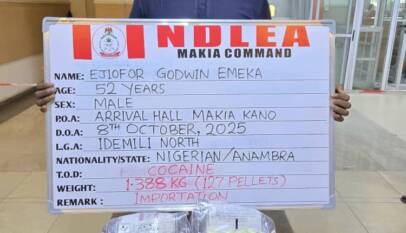 NDLEA
MAKIA COMMAND
NAME: EJIOFOR GODWIN EMEKA
AGE: 52 YEARS
SEX: MALE
P.O.A: ARRIVAL HALL MAKIA KANO
D.O.A: 8TH OCTOBER, 2025
L.G.A: IDEMILI NORTH
NATIONALITY/STATE: NIGERIAN/ANAMBRA
T.O.D: COCAINE
WEIGHT: 1.388 KG (127 PELLETS)
REMARK: IMPORTATION